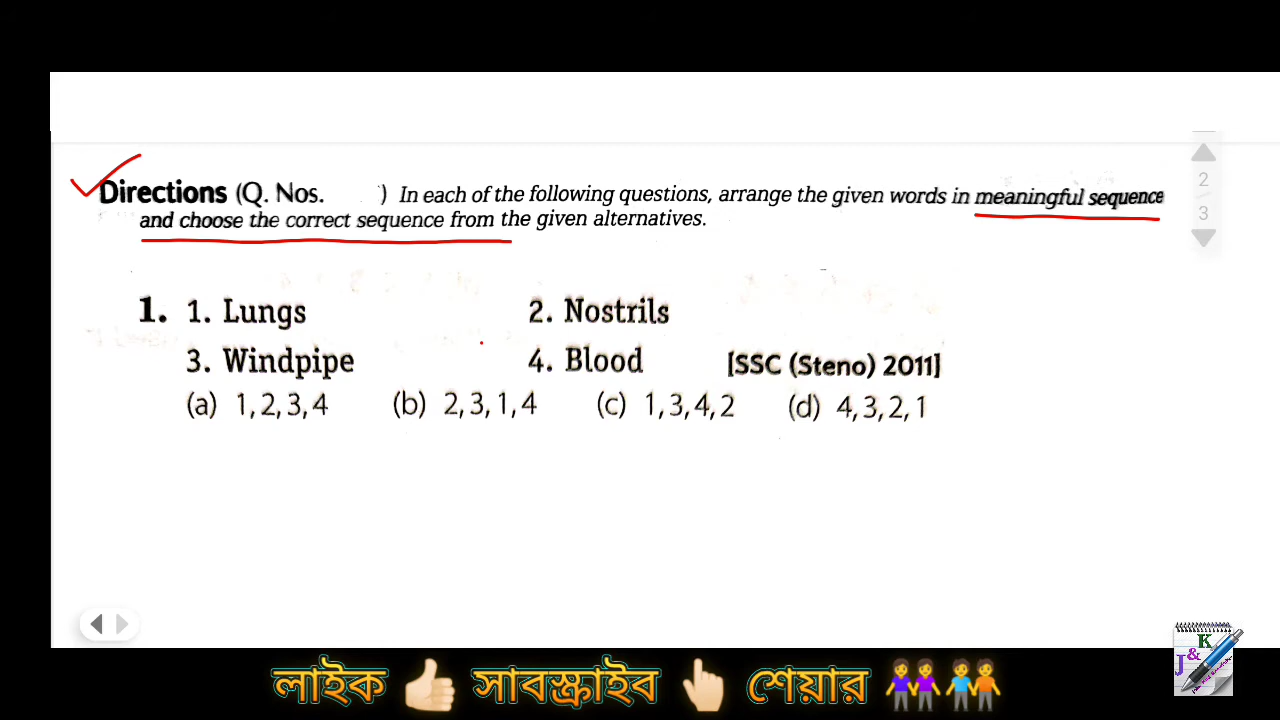 Directions (Q. Nos. ) In each of the following questions, arrange the given words in meaningful sequence
and choose the correct sequence from the given alternatives.
2
3
1. 1. Lungs 2. Nostrils
3. Windpipe 4. Blood [SSC (Steno) 2011]
(a) 1, 2, 3, 4 (b) 2, 3, 1, 4 (c) 1, 3, 4, 2 (d) 4, 3, 2, 1
J & K
লাইক 👍🏻 সাবস্ক্রাইব 👆🏻 শেয়ার 👭👫